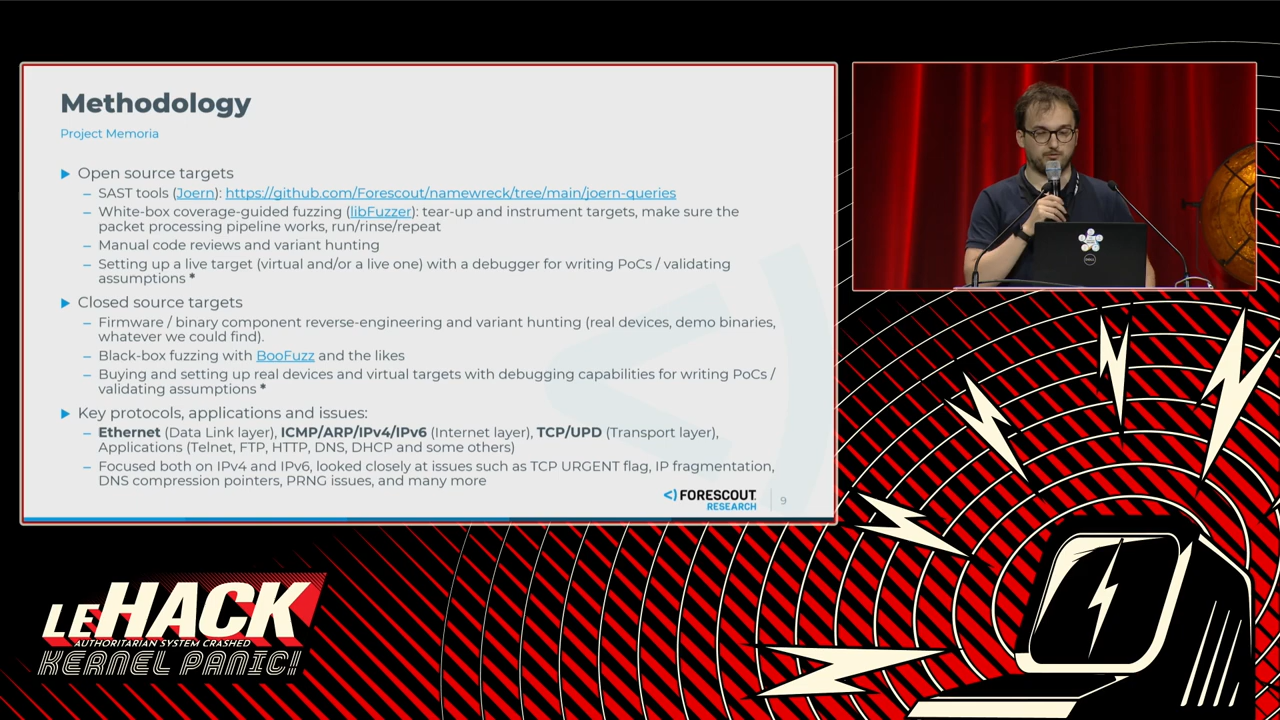 Methodology
Project Memoria
Open source targets
– SAST tools (Joern): https://github.com/Forescout/namewreck/tree/main/joern-queries
– White-box coverage-guided fuzzing (libFuzzer): tear-up and instrument targets, make sure the
packet processing pipeline works, run/rinse/repeat
– Manual code reviews and variant hunting
– Setting up a live target (virtual and/or a live one) with a debugger for writing PoCs / validating
assumptions *
Closed source targets
– Firmware / binary component reverse-engineering and variant hunting (real devices, demo binaries,
whatever we could find).
– Black-box fuzzing with BooFuzz and the likes
– Buying and setting up real devices and virtual targets with debugging capabilities for writing PoCs /
validating assumptions *
Key protocols, applications and issues:
– Ethernet (Data Link layer), ICMP/ARP/IPv4/IPv6 (Internet layer), TCP/UPD (Transport layer),
Applications (Telnet, FTP, HTTP, DNS, DHCP and some others)
– Focused both on IPv4 and IPv6, looked closely at issues such as TCP URGENT flag, IP fragmentation,
DNS compression pointers, PRNG issues, and many more
FORESCOUT
RESEARCH
9
DELL
LEHACK
AUTHORITARIAN SYSTEM CRASHED
KERNEL PANIC!